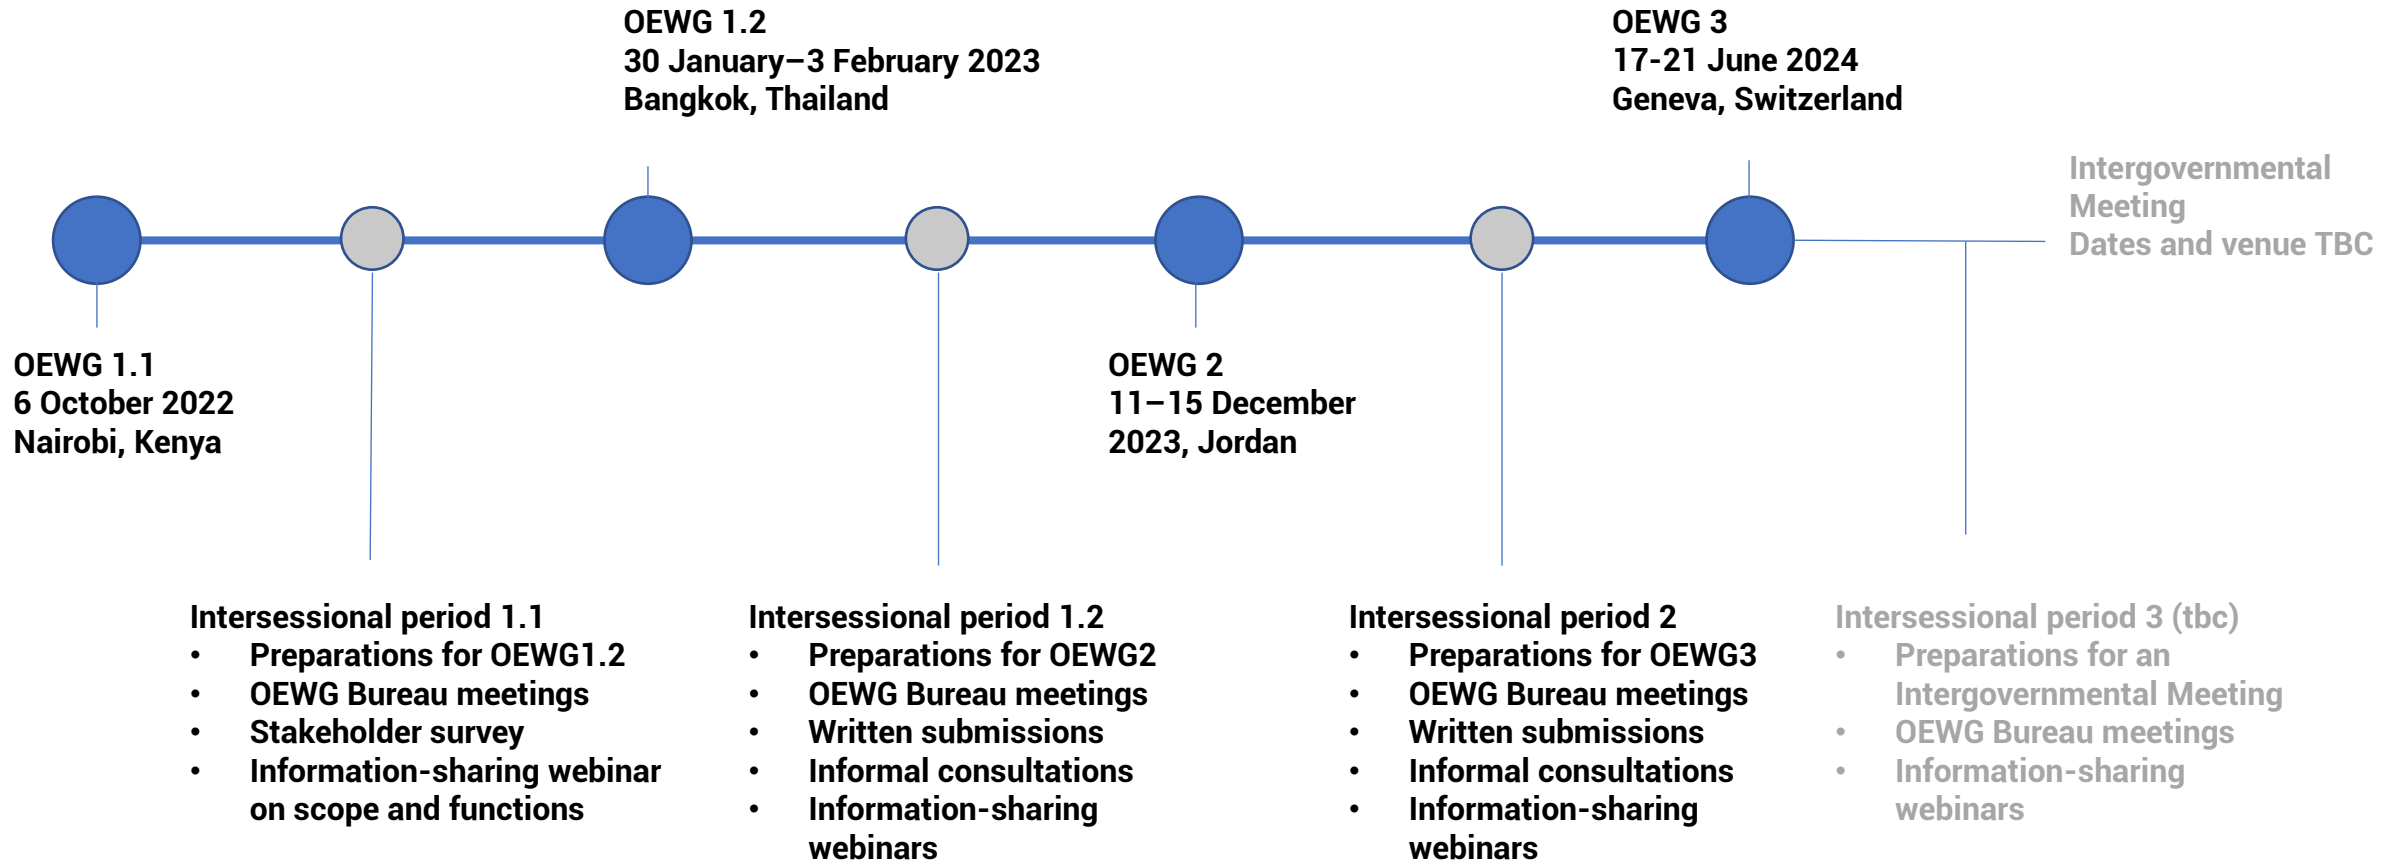 OEWG 1.2
30 January–3 February 2023
Bangkok, Thailand
OEWG 3
17-21 June 2024
Geneva, Switzerland
Intergovernmental
Meeting
Dates and venue TBC
OEWG 1.1
6 October 2022
Nairobi, Kenya
OEWG 2
11–15 December
2023, Jordan
Intersessional period 1.1
• Preparations for OEWG1.2
• OEWG Bureau meetings
• Stakeholder survey
• Information-sharing webinar
on scope and functions
Intersessional period 1.2
• Preparations for OEWG2
• OEWG Bureau meetings
• Written submissions
• Informal consultations
• Information-sharing
webinars
Intersessional period 2
• Preparations for OEWG3
• OEWG Bureau meetings
• Written submissions
• Informal consultations
• Information-sharing
webinars
Intersessional period 3 (tbc)
• Preparations for an
Intergovernmental Meeting
• OEWG Bureau meetings
• Information-sharing
webinars